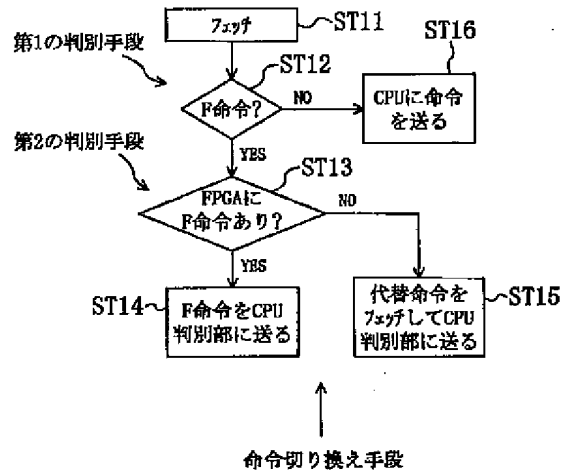 フェッチ
ST11
第1の判別手段
ST12
ST16
F命令?
NO
CPUに命令
を送る
YES
第2の判別手段
ST13
FPGAに
F命令あり?
NO
YES
ST14
F命令をCPU
判別部に送る
代替命令を
フェッチしてCPU
判別部に送る
ST15
命令切り換え手段